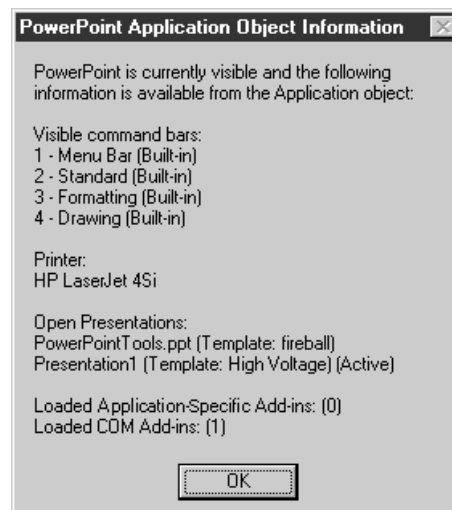 PowerPoint Application Object Information
PowerPoint is currently visible and the following
information is available from the Application object:
Visible command bars:
1 - Menu Bar (Built-in)
2 - Standard (Built-in)
3 - Formatting (Built-in)
4 - Drawing (Built-in)
Printer:
HP LaserJet 4Si
Open Presentations:
PowerPointTools.ppt (Template: fireball)
Presentation1 (Template: High Voltage) (Active)
Loaded Application-Specific Add-ins: (0)
Loaded COM Add-ins: (1)
OK